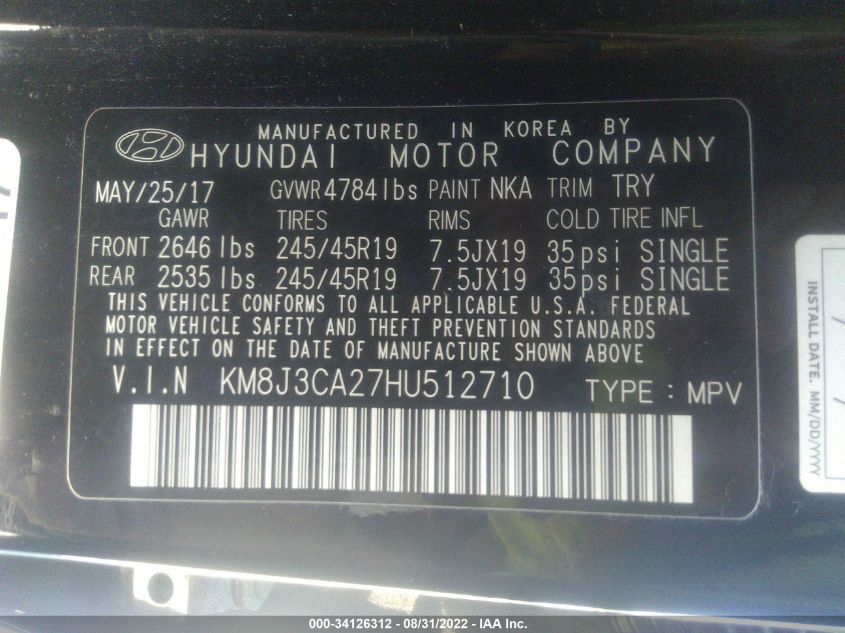 MANUFACTURED IN KOREA BY
HYUNDAI MOTOR COMPANY
MAY/25/17 GVWR 4784 lbs PAINT NKA TRIM TRY
GAWR TIRES RIMS COLD TIRE INFL
FRONT 2646 lbs 245/45R19 7.5JX19 35psi SINGLE
REAR 2535 lbs 245/45R19 7.5JX19 35psi SINGLE
THIS VEHICLE CONFORMS TO ALL APPLICABLE U.S.A. FEDERAL
MOTOR VEHICLE SAFETY AND THEFT PREVENTION STANDARDS
IN EFFECT ON THE DATE OF MANUFACTURE SHOWN ABOVE
V.I.N KM8J3CA27HU512710 TYPE : MPV
INSTALL DATE. MM/DD/YYYY
000-34126312 - 08/31/2022 - IAA Inc.